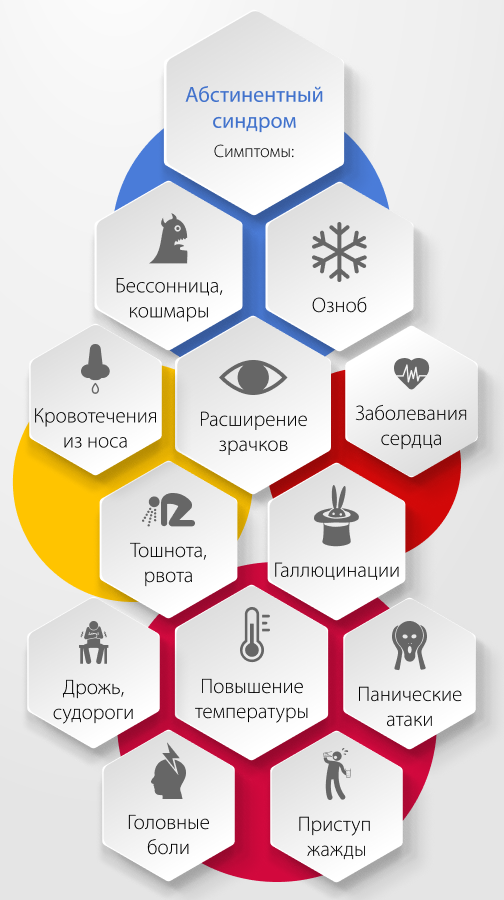 Абстинентный
синдром
Симптомы:
Бессонница,
кошмары
Озноб
Кровотечения
из носа
Расширение
зрачков
Заболевания
сердца
Тошнота,
рвота
Галлюцинации
Дрожь,
судороги
Повышение
температуры
Панические
атаки
Головные
боли
Приступ
жажды